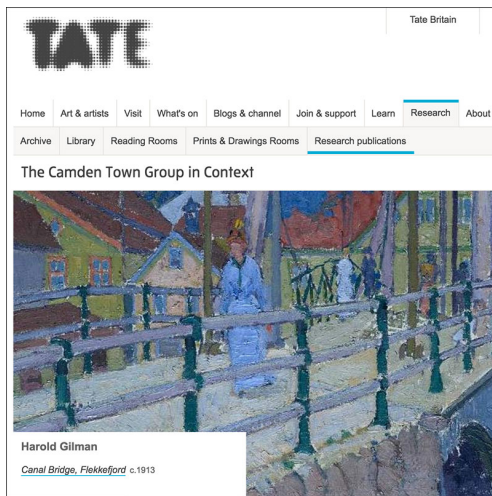 TATE
Tate Britain
Home Art & artists Visit What's on Blogs & channel Join & support Learn Research About
Archive Library Reading Rooms Prints & Drawings Rooms Research publications
The Camden Town Group in Context
Harold Gilman
Canal Bridge, Flekkefjord c.1913